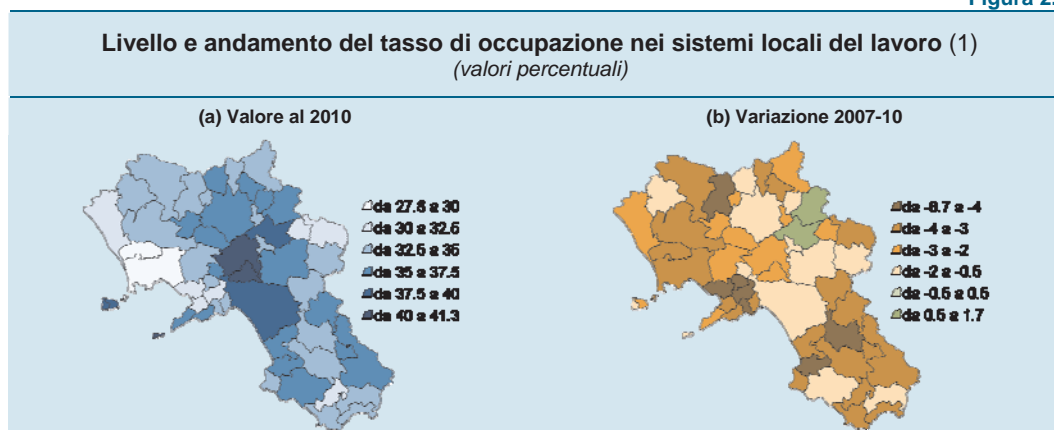 Figura 2.
Livello e andamento del tasso di occupazione nei sistemi locali del lavoro (1)
(valori percentuali)
(a) Valore al 2010
da 27.8 a 30
da 30 a 32.5
da 32.5 a 35
da 35 a 37.5
da 37.5 a 40
da 40 a 41.3
(b) Variazione 2007-10
da -6.7 a -4
da -4 a -3
da -3 a -2
da -2 a -0.5
da -0.5 a 0.5
da 0.5 a 1.7